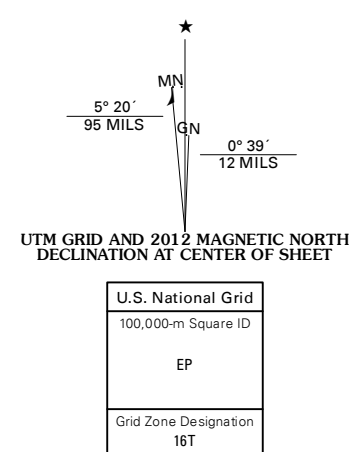 MN
5° 20´
95 MILS
GN
0° 39´
12 MILS
UTM GRID AND 2012 MAGNETIC NORTH
DECLINATION AT CENTER OF SHEET
U.S. National Grid
100,000-m Square ID
EP
Grid Zone Designation
16T